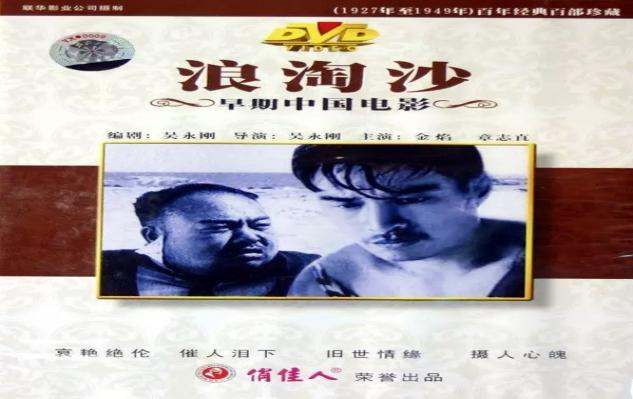 联华影业公司摄制
(1927年至1949年)百年经典百部珍藏
DVD
VIDEO
浪淘沙
早期中国电影
编剧：吴永刚 导演：吴永刚 主演：金焰 章志直
哀艳绝伦 催人泪下 旧世情缘 摄人心魄
俏佳人 荣誉出品